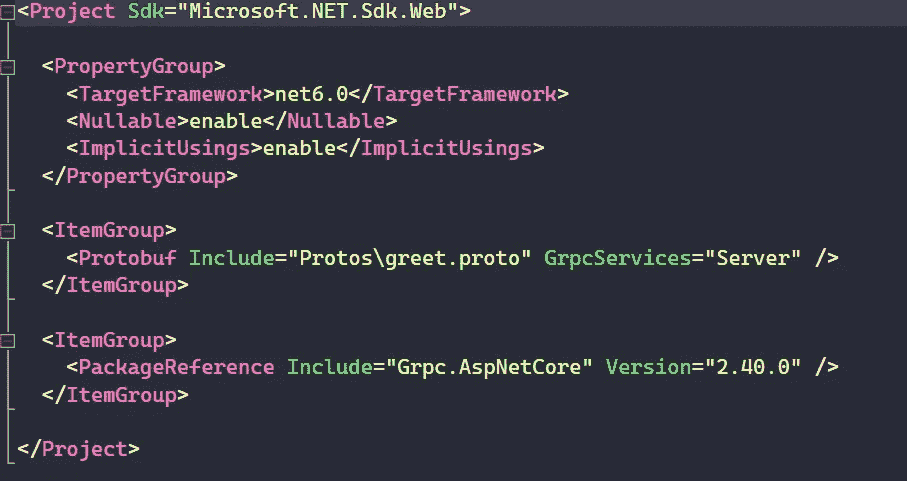 <Project Sdk="Microsoft.NET.Sdk.Web">
<PropertyGroup>
<TargetFramework>net6.0</TargetFramework>
<Nullable>enable</Nullable>
<ImplicitUsings>enable</ImplicitUsings>
</PropertyGroup>
<ItemGroup>
<Protobuf Include="Protos\greet.proto" GrpcServices="Server" />
</ItemGroup>
<ItemGroup>
<PackageReference Include="Grpc.AspNetCore" Version="2.40.0" />
</ItemGroup>
</Project>